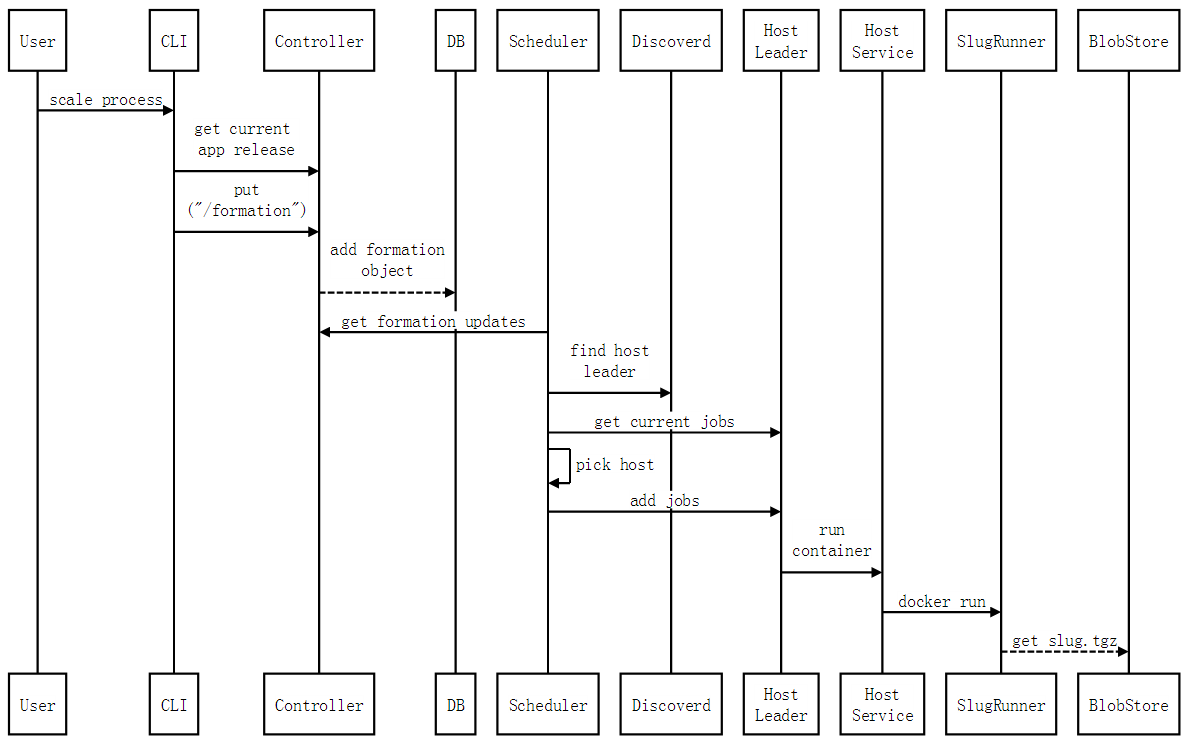 User
CLI
Controller
DB
Scheduler
Discoverd
Host
Leader
Host
Service
SlugRunner
BlobStore
scale process
get current
app release
put
("/formation")
add formation
object
get formation updates
find host
leader
get current jobs
pick host
add jobs
run
container
docker run
get slug.tgz
User
CLI
Controller
DB
Scheduler
Discoverd
Host
Leader
Host
Service
SlugRunner
BlobStore